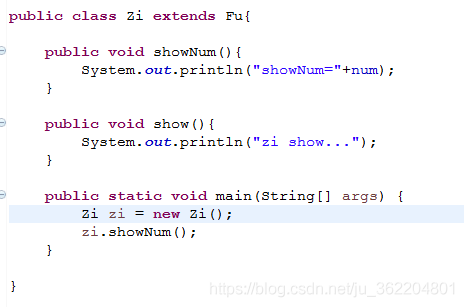 public class Zi extends Fu{
public void showNum(){
System.out.println("showNum="+num);
}
public void show(){
System.out.println("zi show...");
}
public static void main(String[] args) {
Zi zi = new Zi();
zi.showNum();
}
}
https://blog.csdn.net/ju_362204801